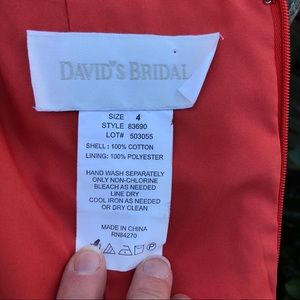 DAVID'S BRIDAL
SIZE 4
STYLE 83690
LOT# 503055
SHELL : 100% COTTON
LINING: 100% POLYESTER
HAND WASH SEPARATELY
ONLY NON-CHLORINE
BLEACH AS NEEDED
LINE DRY
COOL IRON AS NEEDED
OR DRY CLEAN
MADE IN CHINA
RN84270